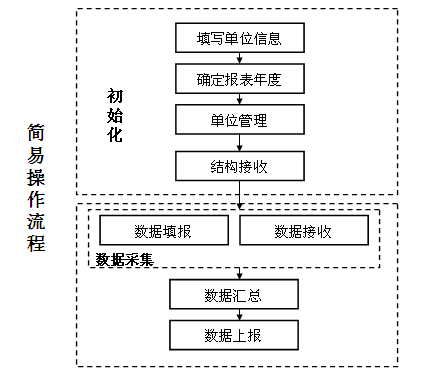 简易操作流程
初始化
填写单位信息
确定报表年度
单位管理
结构接收
数据填报
数据接收
数据采集
数据汇总
数据上报